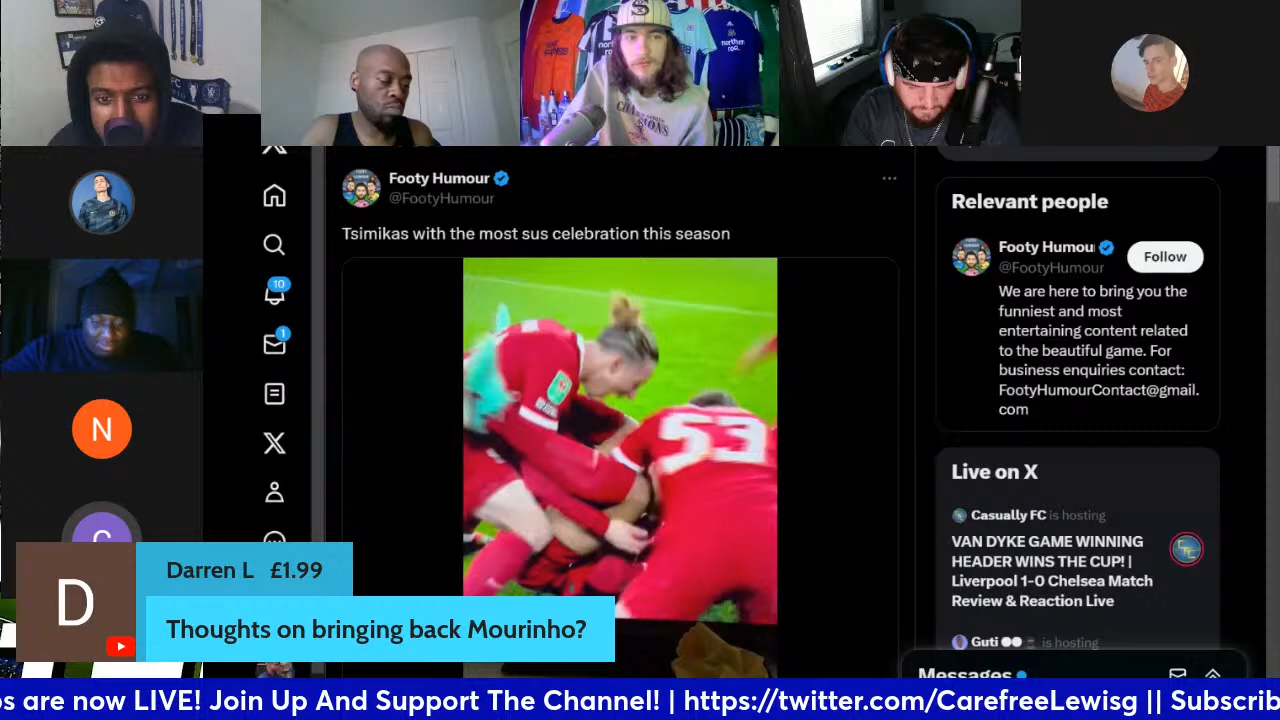 Footy Humour
@FootyHumour
Tsimikas with the most sus celebration this season
53
Relevant people
Footy Humou
@FootyHumour
Follow
We are here to bring you the
funniest and most
entertaining content related
to the beautiful game. For
business enquiries contact:
FootyHumourContact@gmail.
com
Live on X
Casually FC is hosting
VAN DYKE GAME WINNING
HEADER WINS THE CUP! |
Liverpool 1-0 Chelsea Match
Review & Reaction Live
Guti is hosting
Messages
10
1
N
C
D
Darren L £1.99
Thoughts on bringing back Mourinho?
ps are now LIVE! Join Up And Support The Channel! | https://twitter.com/CarefreeLewisg || Subscrib